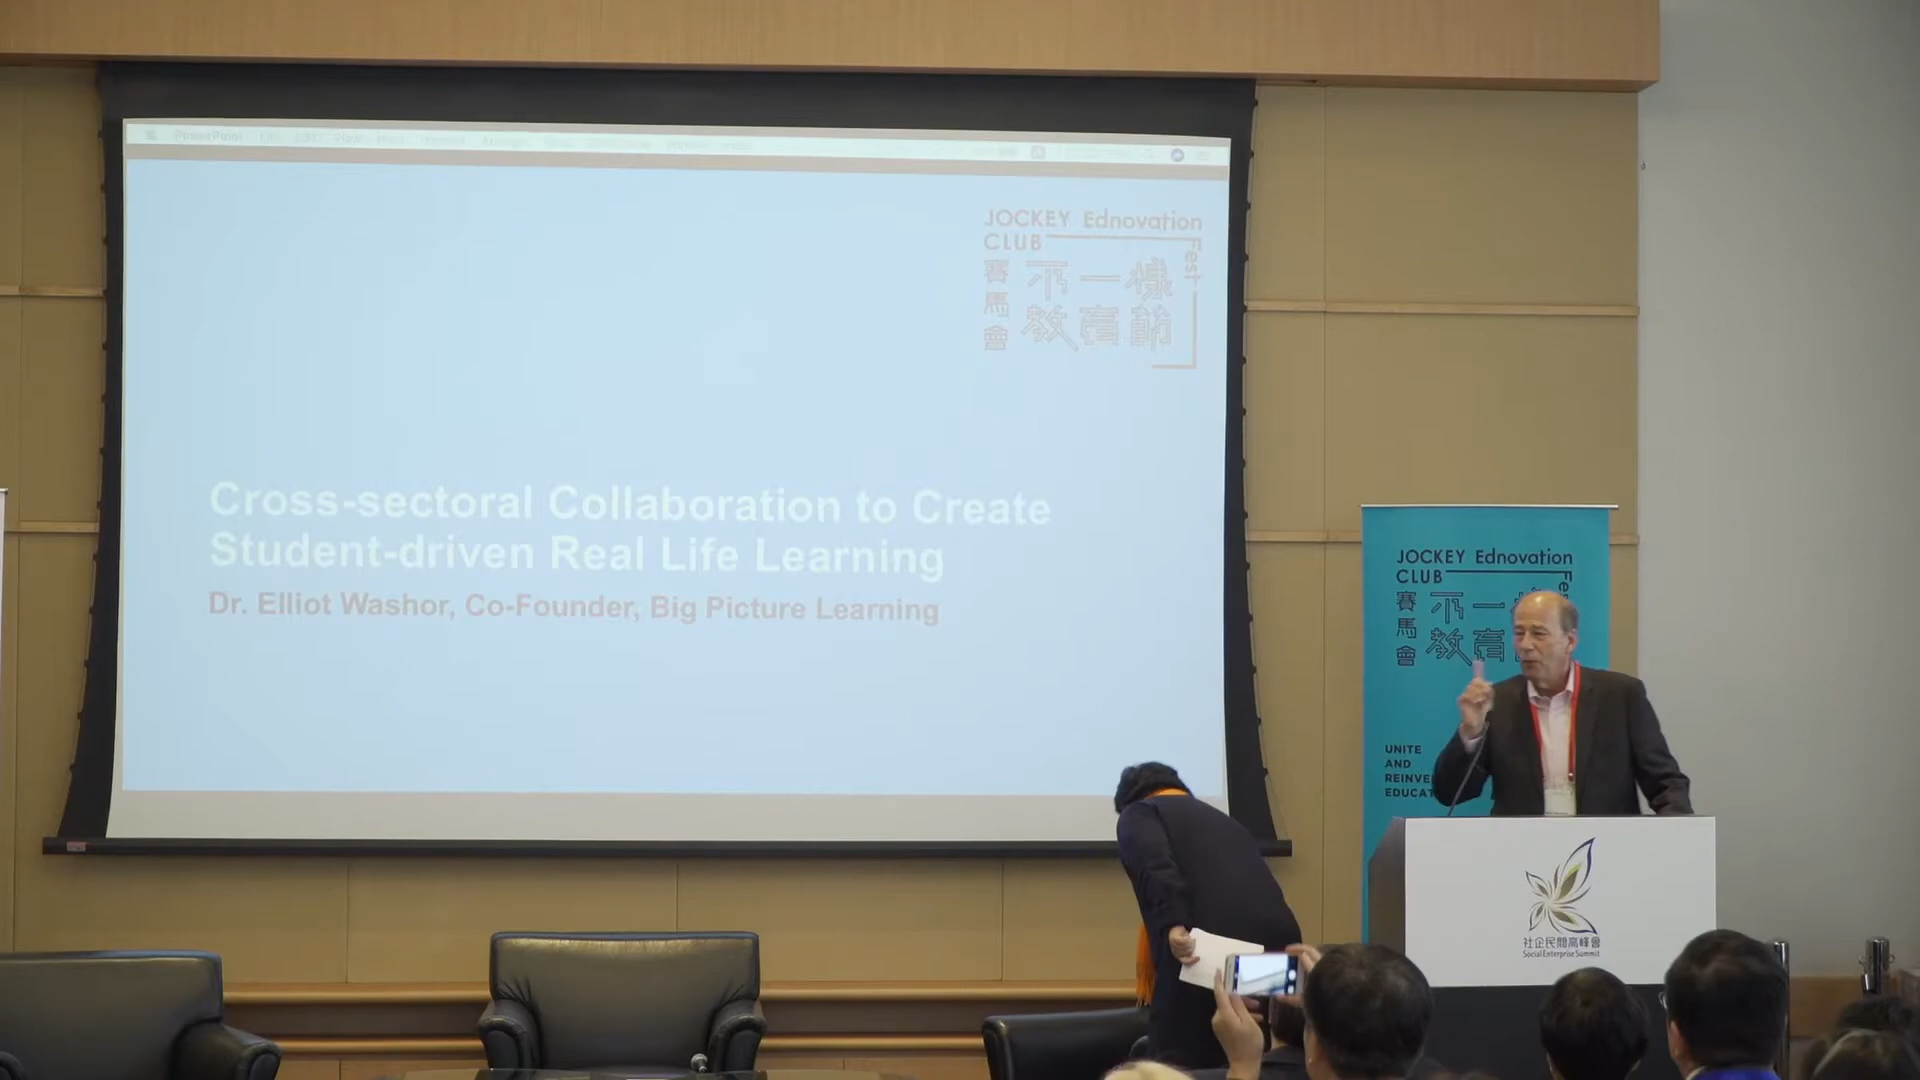 PowerPoint
JOCKEY Ednovation
CLUB
Fest
賽馬會
不一樣
教育節
Cross-sectoral Collaboration to Create
Student-driven Real Life Learning
Dr. Elliot Washor, Co-Founder, Big Picture Learning
JOCKEY Ednovation
CLUB
賽馬會
不一
教育
UNITE
AND
社企民間高峰會
Social Enterprise Summit